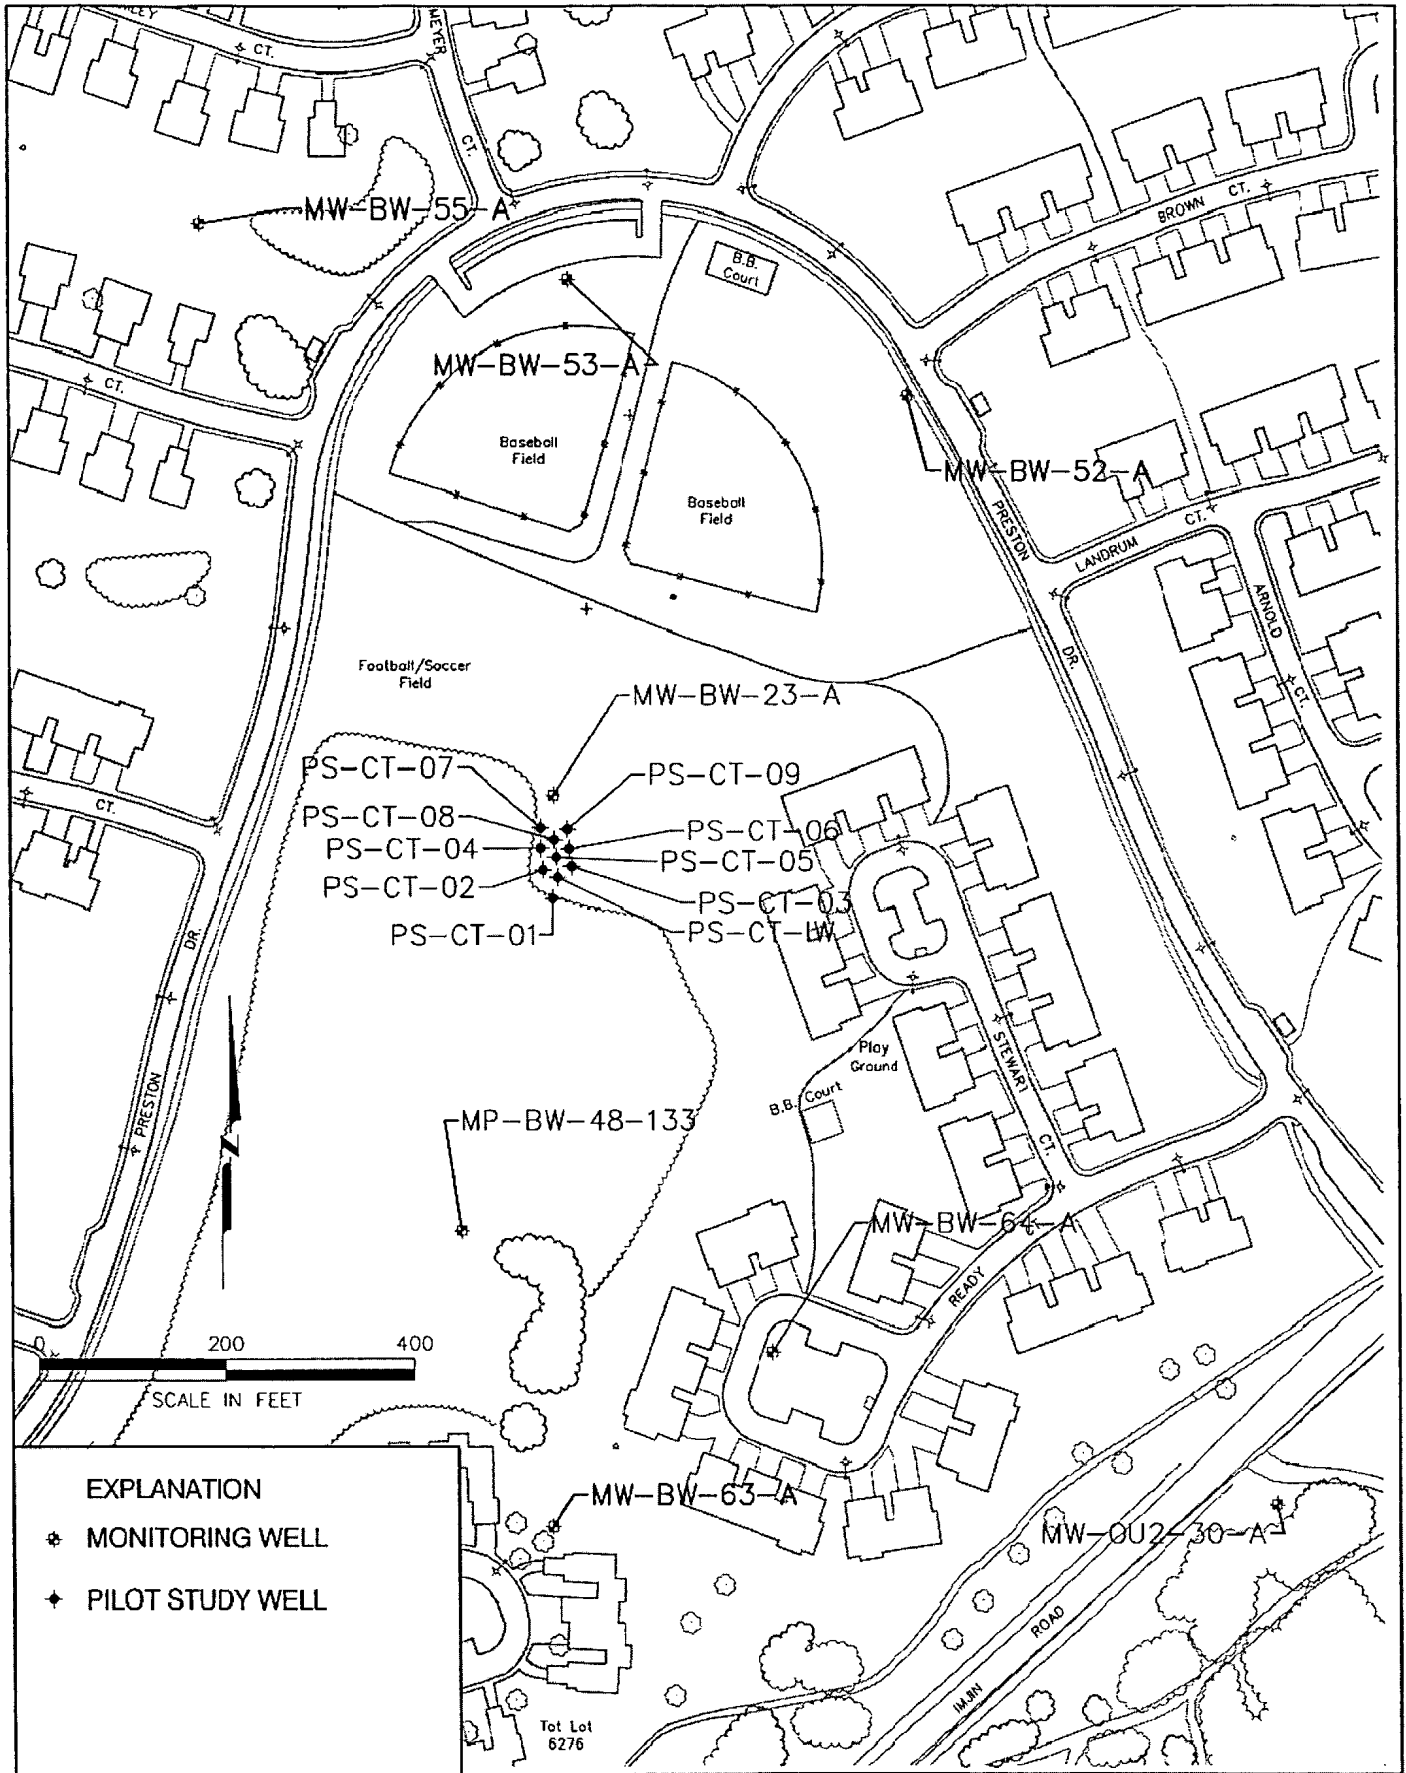 CT.
MEYER
CT.
MW-BW-55-A
BROWN
CT.
B.B.
Court
MW-BW-53-A
CT.
Baseball
Field
MW-BW-52-A
Baseball
Field
PRESTON
DR.
LANDRUM
CT.
ARNOLD
CT.
Football/Soccer
Field
MW-BW-23-A
PS-CT-07
PS-CT-09
PS-CT-08
PS-CT-06
PS-CT-04
PS-CT-05
PS-CT-02
PS-CT-03
PS-CT-01
PS-CT-IW
CT.
PRESTON
DR.
Play
Ground
STEWART
CT.
B.B. Court
MP-BW-48-133
N
MW-BW-64-A
READY
0 200 400
SCALE IN FEET
EXPLANATION
MONITORING WELL
PILOT STUDY WELL
MW-BW-63-A
MW-OU2-30-A
IMJIN
ROAD
Tot Lot
6276